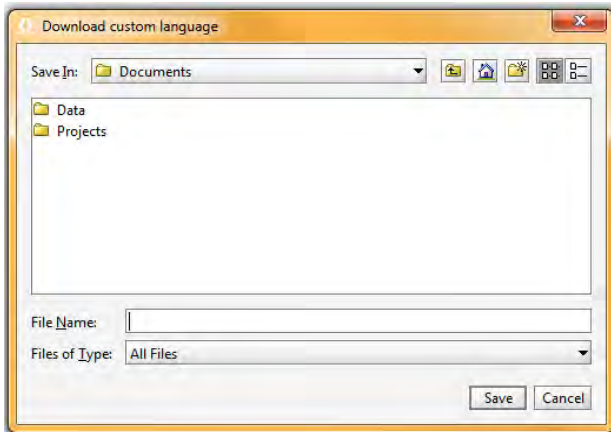 Download custom language
Save In: Documents
Data
Projects
File Name:
Files of Type: All Files
Save Cancel